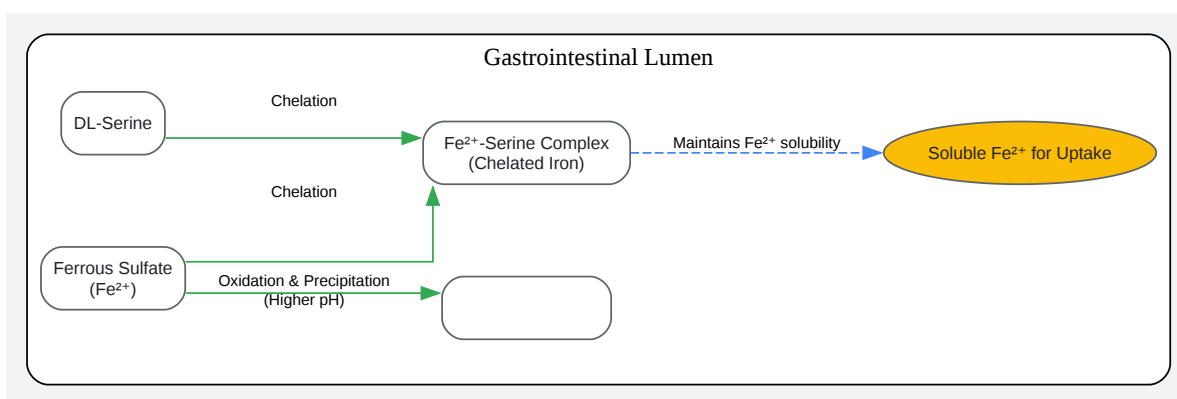 Gastrointestinal Lumen
DL-Serine
Chelation
Fe²⁺-Serine Complex
(Chelated Iron)
Maintains Fe²⁺ solubility
Soluble Fe²⁺ for Uptake
Chelation
Ferrous Sulfate
(Fe²⁺)
Oxidation & Precipitation
(Higher pH)